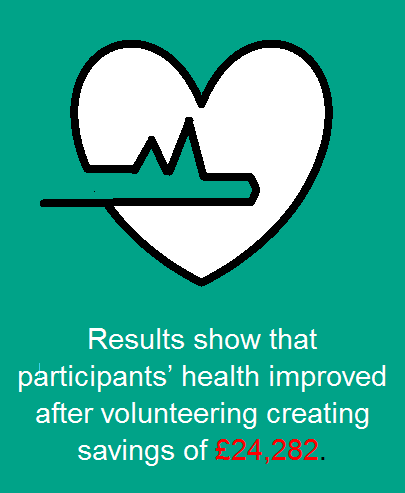 Results show that
participants’ health improved
after volunteering creating
savings of £24,282.